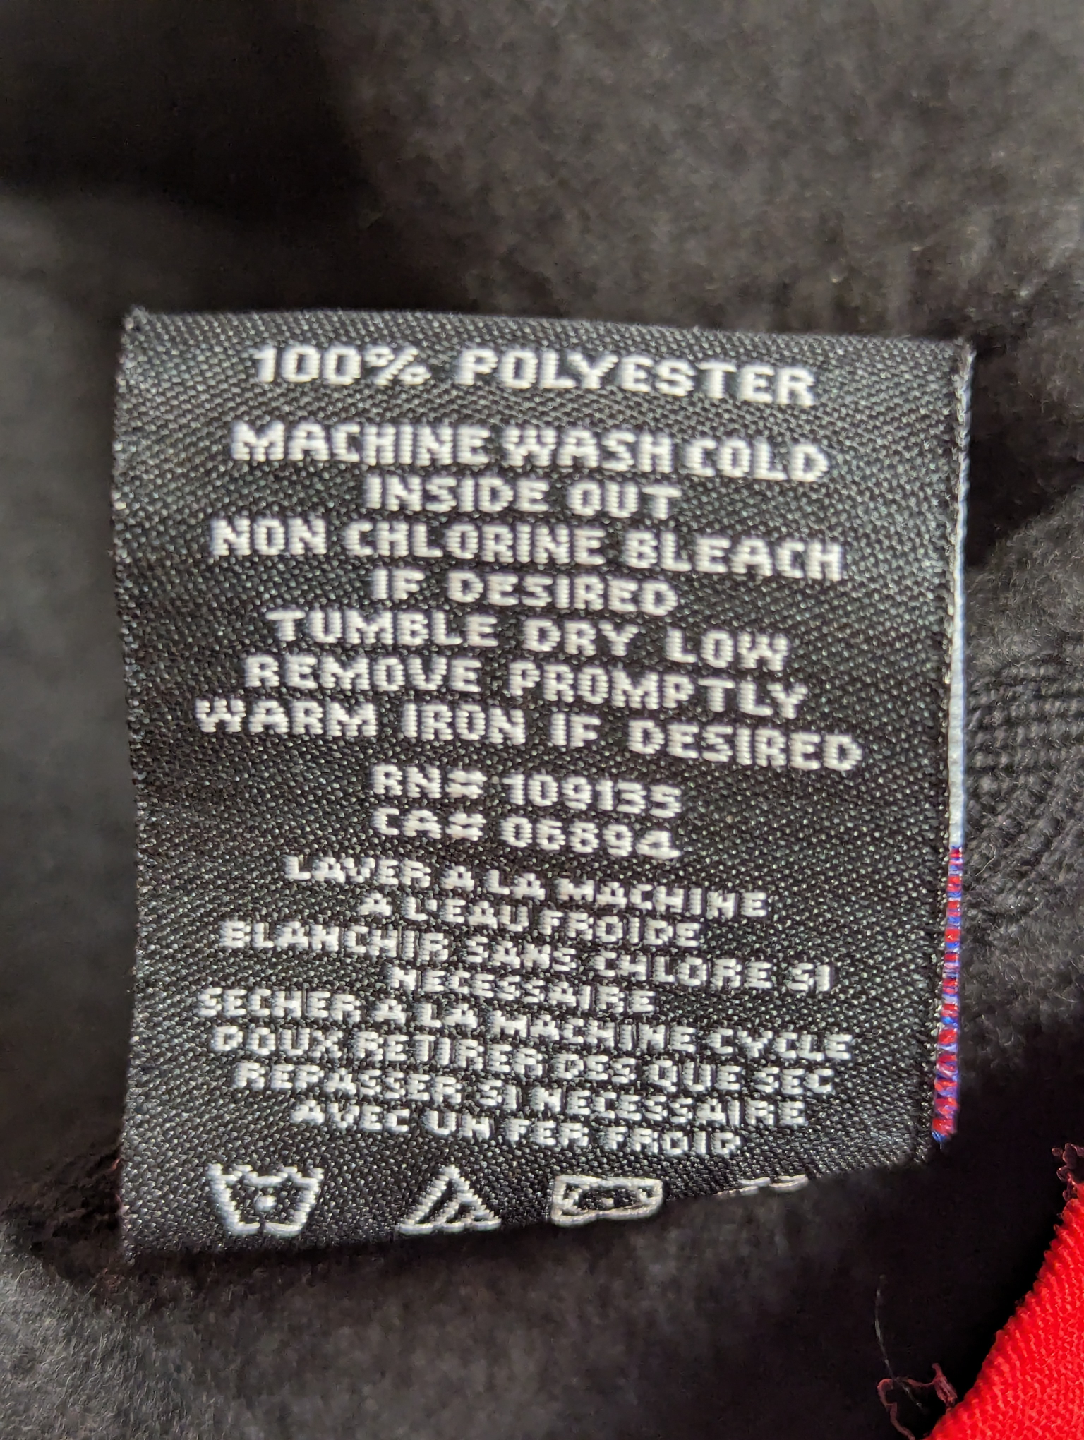 100% POLYESTER
MACHINE WASH COLD
INSIDE OUT
NON CHLORINE BLEACH
IF DESIRED
TUMBLE DRY LOW
REMOVE PROMPTLY
WARM IRON IF DESIRED
RN# 109135
CA# 06894
LAVER A LA MACHINE
A L'EAU FROIDE
BLANCHIR SANS CHLORE SI
NECESSAIRE
SECHER A LA MACHINE CYCLE
DOUX RETIRER DES QUE SEC
REPASSER SI NECESSAIRE
AVEC UN FER FROID